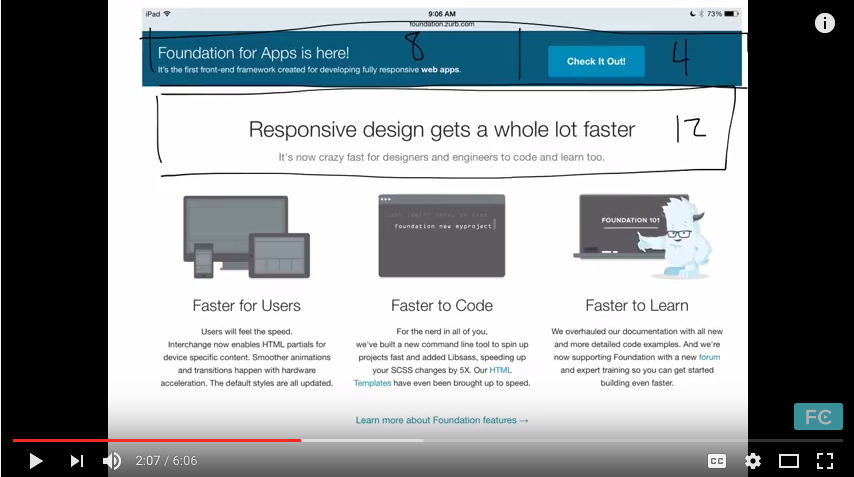 iPad 9:06 AM 73%
foundation.zurb.com
Foundation for Apps is here! 8
It's the first front-end framework created for developing fully responsive web apps.
Check It Out! 4
Responsive design gets a whole lot faster 12
It's now crazy fast for designers and engineers to code and learn too.
foundation new myproject
FOUNDATION 101
Faster for Users
Users will feel the speed.
Interchange now enables HTML partials for
device specific content. Smoother animations
and transitions happen with hardware
acceleration. The default styles are all updated.
Faster to Code
For the nerd in all of you,
we've built a new command line tool to spin up
projects fast and added Libsass, speeding up
your SCSS changes by 5X. Our HTML
Templates have even been brought up to speed.
Faster to Learn
We overhauled our documentation with all new
and more detailed code examples. And we're
now supporting Foundation with a new forum
and expert training so you can get started
building even faster.
Learn more about Foundation features →
FC
2:07 / 6:06
CC